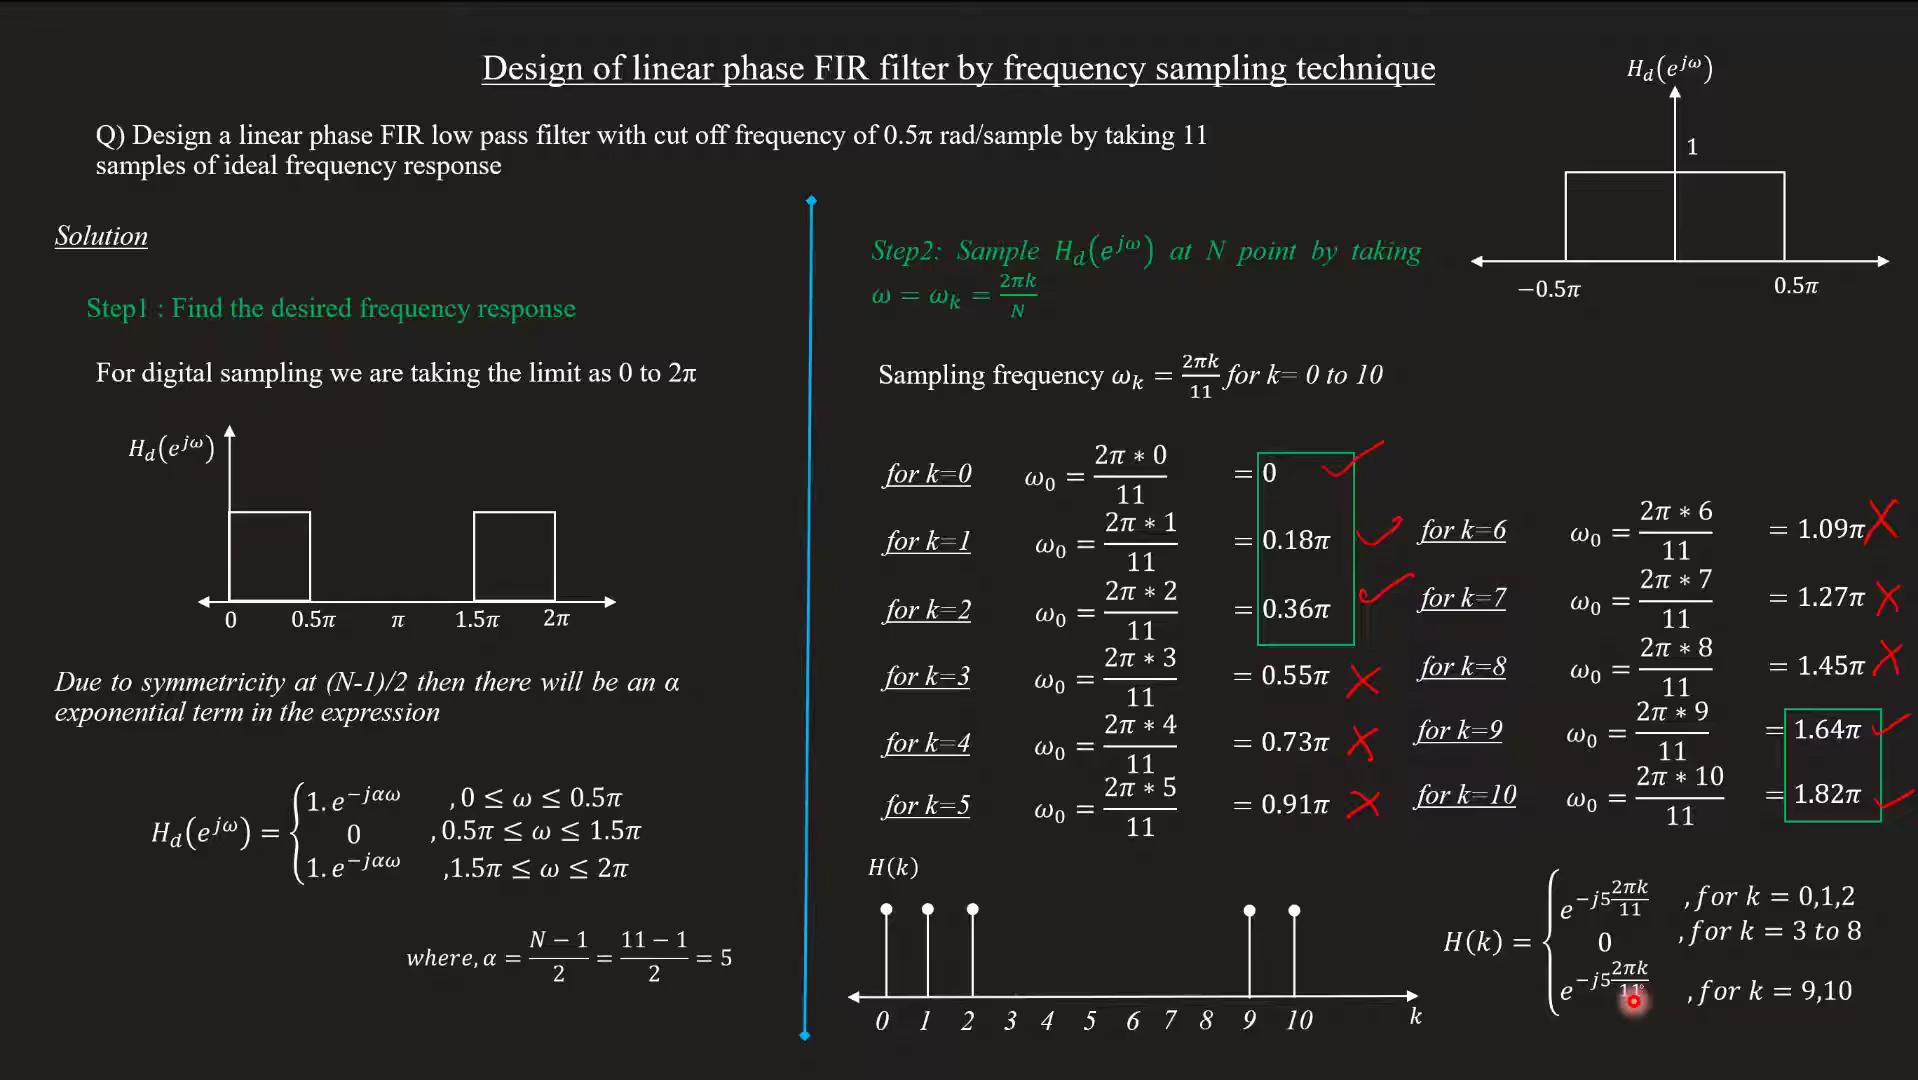 Design of linear phase FIR filter by frequency sampling technique
Q) Design a linear phase FIR low pass filter with cut off frequency of 0.5π rad/sample by taking 11
samples of ideal frequency response
H_d(e^{jω})
1
−0.5π 0.5π
Solution
Step1 : Find the desired frequency response
For digital sampling we are taking the limit as 0 to 2π
H_d(e^{jω})
0 0.5π π 1.5π 2π
Due to symmetricity at (N-1)/2 then there will be an α
exponential term in the expression
H_d(e^{jω}) = { 1. e^{−jαω} , 0 ≤ ω ≤ 0.5π
0 , 0.5π ≤ ω ≤ 1.5π
1. e^{−jαω} ,1.5π ≤ ω ≤ 2π
where, α = (N − 1)/2 = (11 − 1)/2 = 5
Step2: Sample H_d(e^{jω}) at N point by taking
ω = ω_k = 2πk/N
Sampling frequency ω_k = 2πk/11 for k= 0 to 10
for k=0 ω_0 = (2π ∗ 0)/11 = 0
for k=1 ω_0 = (2π ∗ 1)/11 = 0.18π
for k=2 ω_0 = (2π ∗ 2)/11 = 0.36π
for k=3 ω_0 = (2π ∗ 3)/11 = 0.55π
for k=4 ω_0 = (2π ∗ 4)/11 = 0.73π
for k=5 ω_0 = (2π ∗ 5)/11 = 0.91π
for k=6 ω_0 = (2π ∗ 6)/11 = 1.09π
for k=7 ω_0 = (2π ∗ 7)/11 = 1.27π
for k=8 ω_0 = (2π ∗ 8)/11 = 1.45π
for k=9 ω_0 = (2π ∗ 9)/11 = 1.64π
for k=10 ω_0 = (2π ∗ 10)/11 = 1.82π
H(k)
0 1 2 3 4 5 6 7 8 9 10 k
H(k) = { e^{−j5 2πk/11} , for k = 0,1,2
0 , for k = 3 to 8
e^{−j5 2πk/11} , for k = 9,10